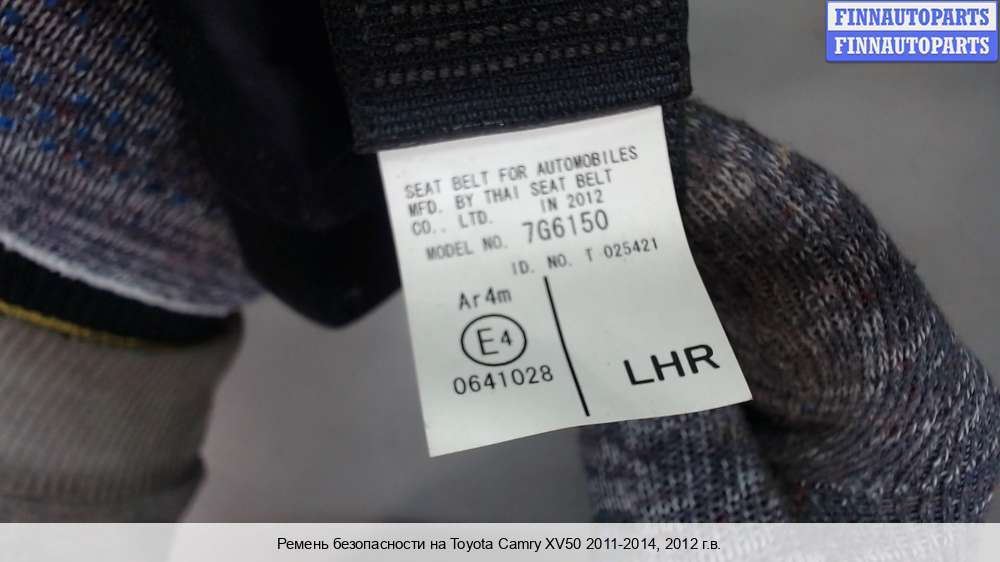 FINNAUTOPARTS
FINNAUTOPARTS
SEAT BELT FOR AUTOMOBILES
MFD. BY THAI SEAT BELT
CO., LTD. IN 2012
MODEL NO. 7G6150
ID. NO. T 025421
Ar4m
E4
0641028
LHR
Ремень безопасности на Toyota Camry XV50 2011-2014, 2012 г.в.